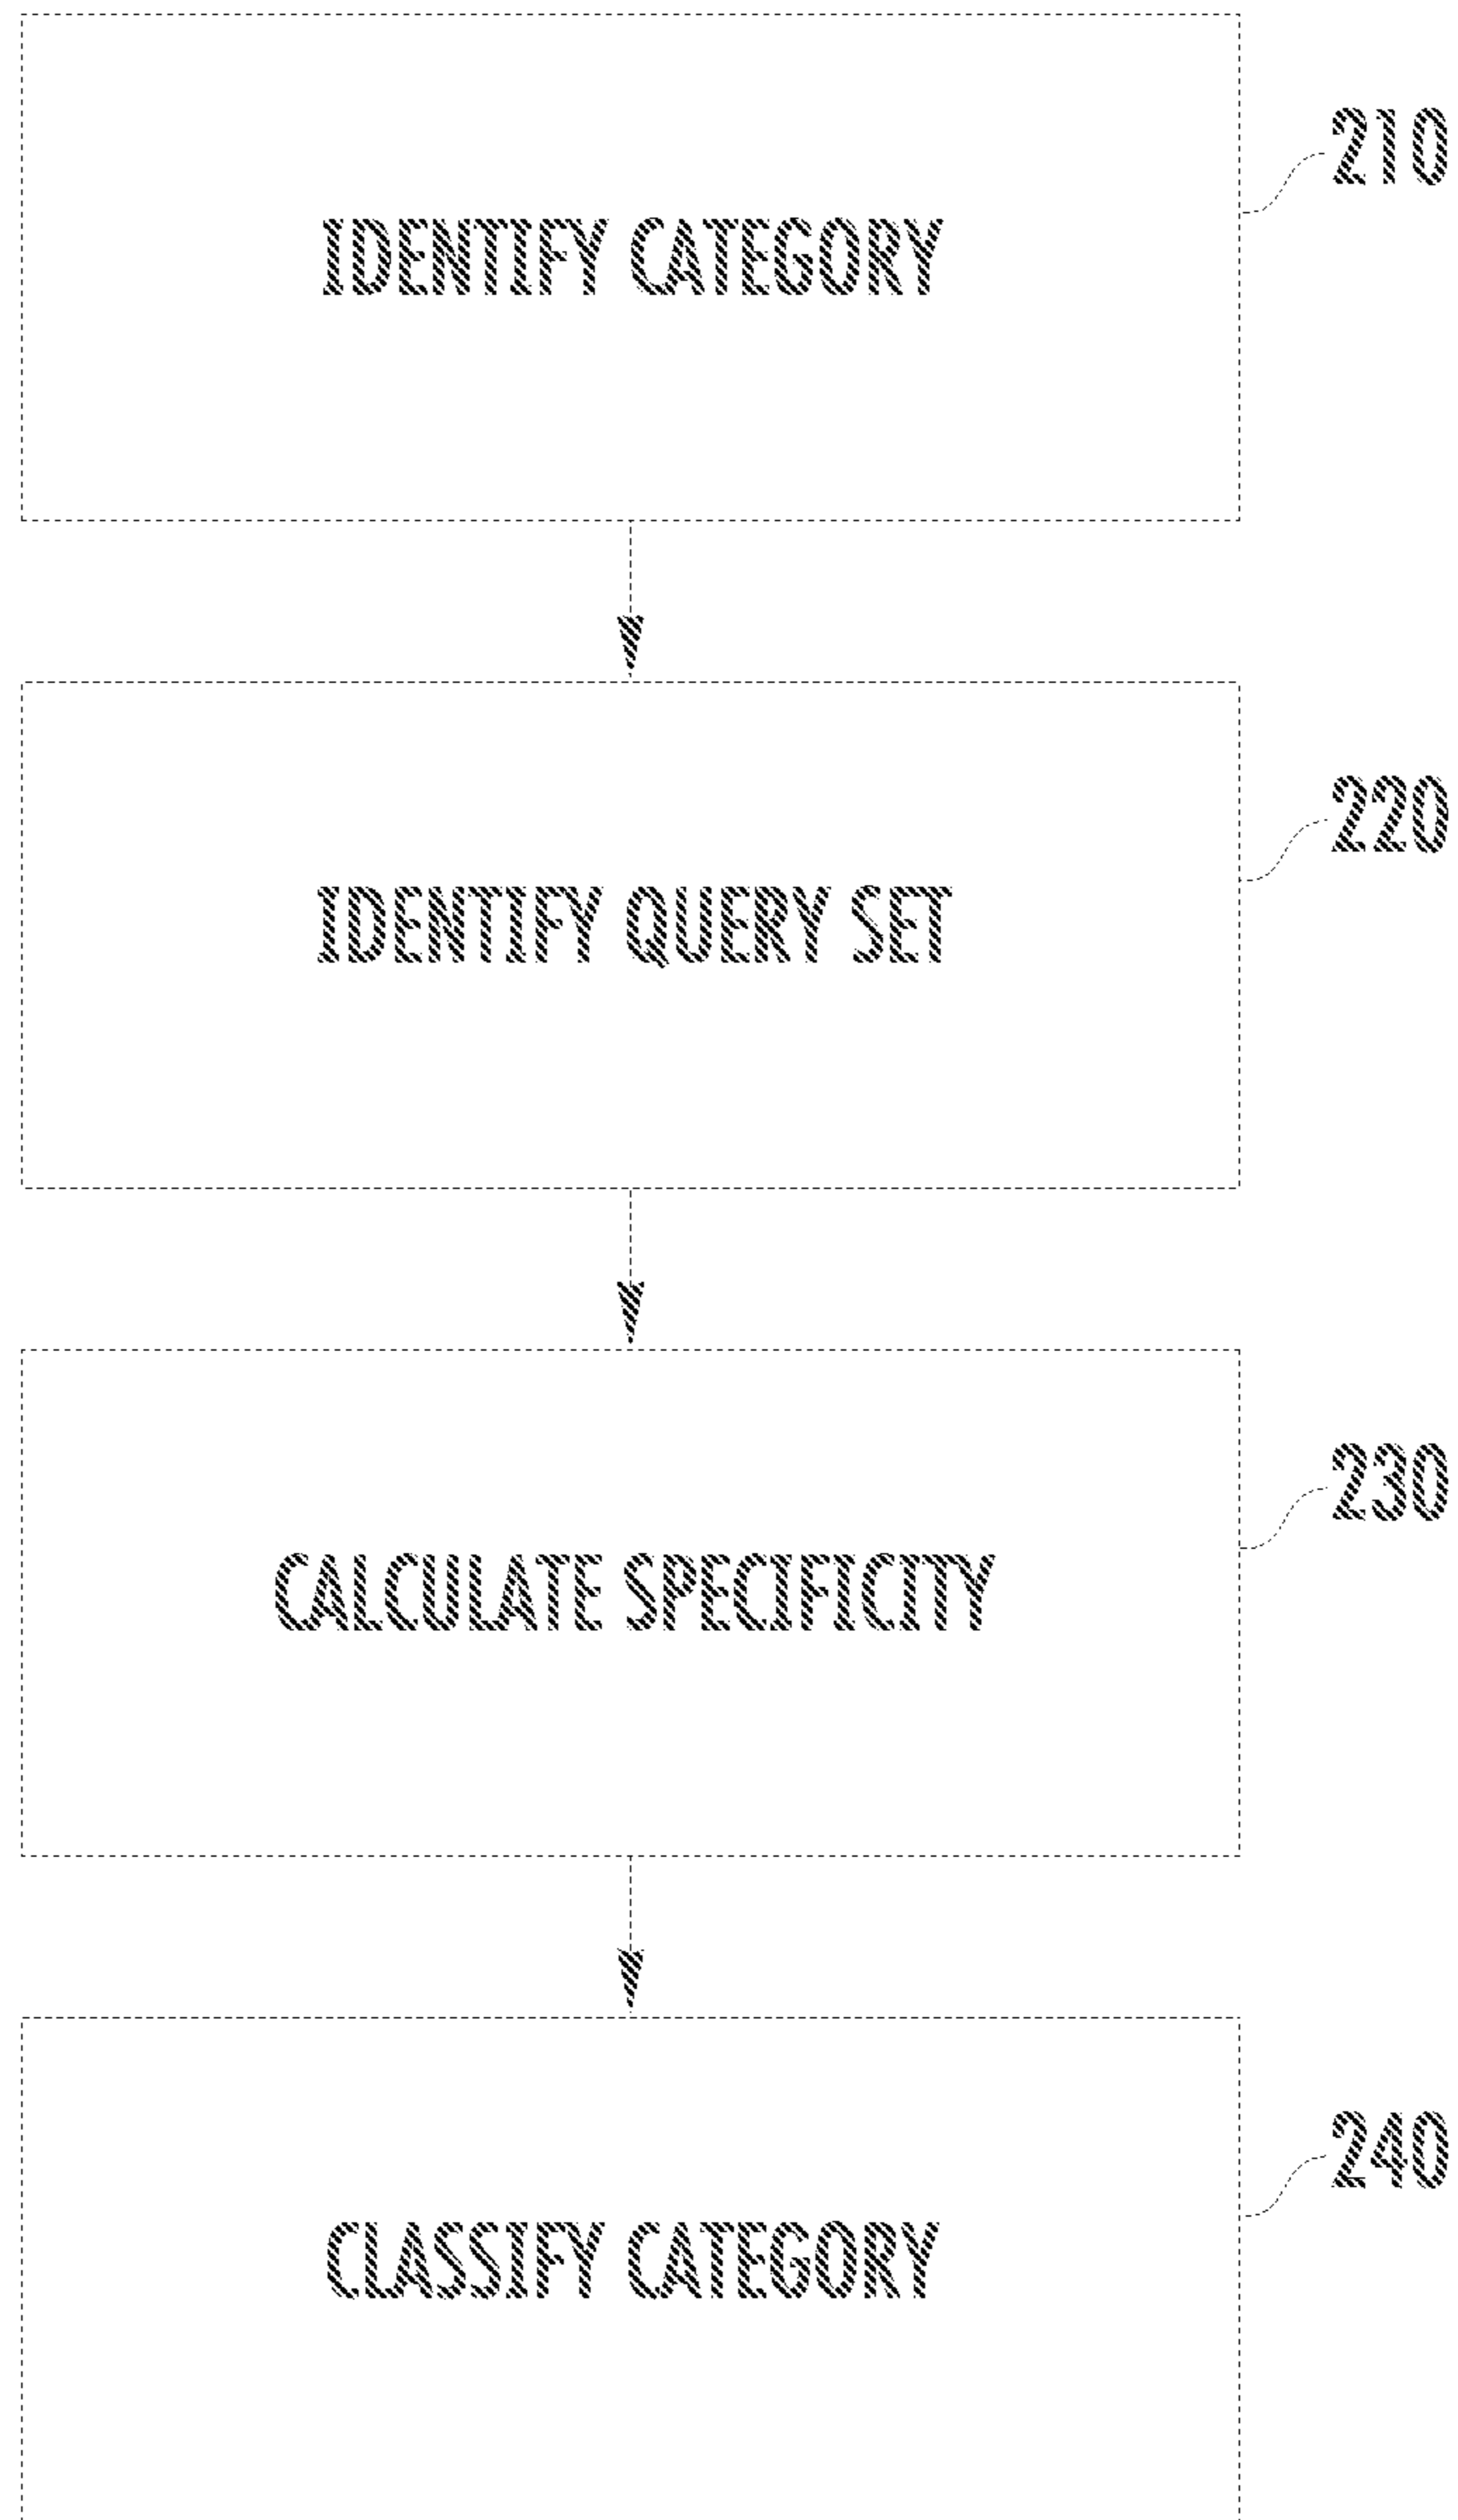 210
IDENTIFY CATEGORY
220
IDENTIFY QUERY SET
230
CALCULATE SPECIFICITY
240
CLASSIFY CATEGORY